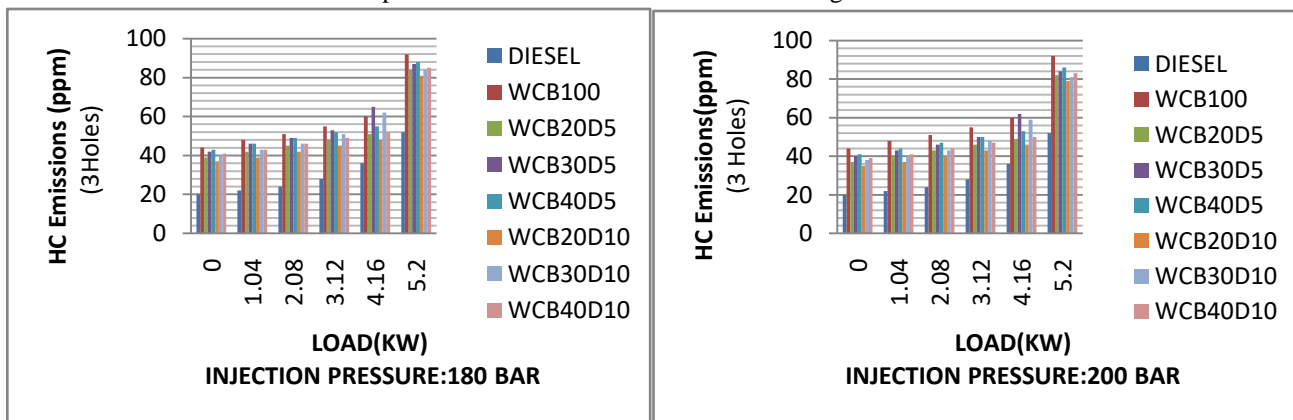 HC Emissions (ppm)
(3Holes)
100
80
60
40
20
0
0
1.04
2.08
3.12
4.16
5.2
LOAD(KW)
INJECTION PRESSURE:180 BAR
DIESEL
WCB100
WCB20D5
WCB30D5
WCB40D5
WCB20D10
WCB30D10
WCB40D10
HC Emissions(ppm)
(3 Holes)
100
80
60
40
20
0
0
1.04
2.08
3.12
4.16
5.2
LOAD(KW)
INJECTION PRESSURE:200 BAR
DIESEL
WCB100
WCB20D5
WCB30D5
WCB40D5
WCB20D10
WCB30D10
WCB40D10